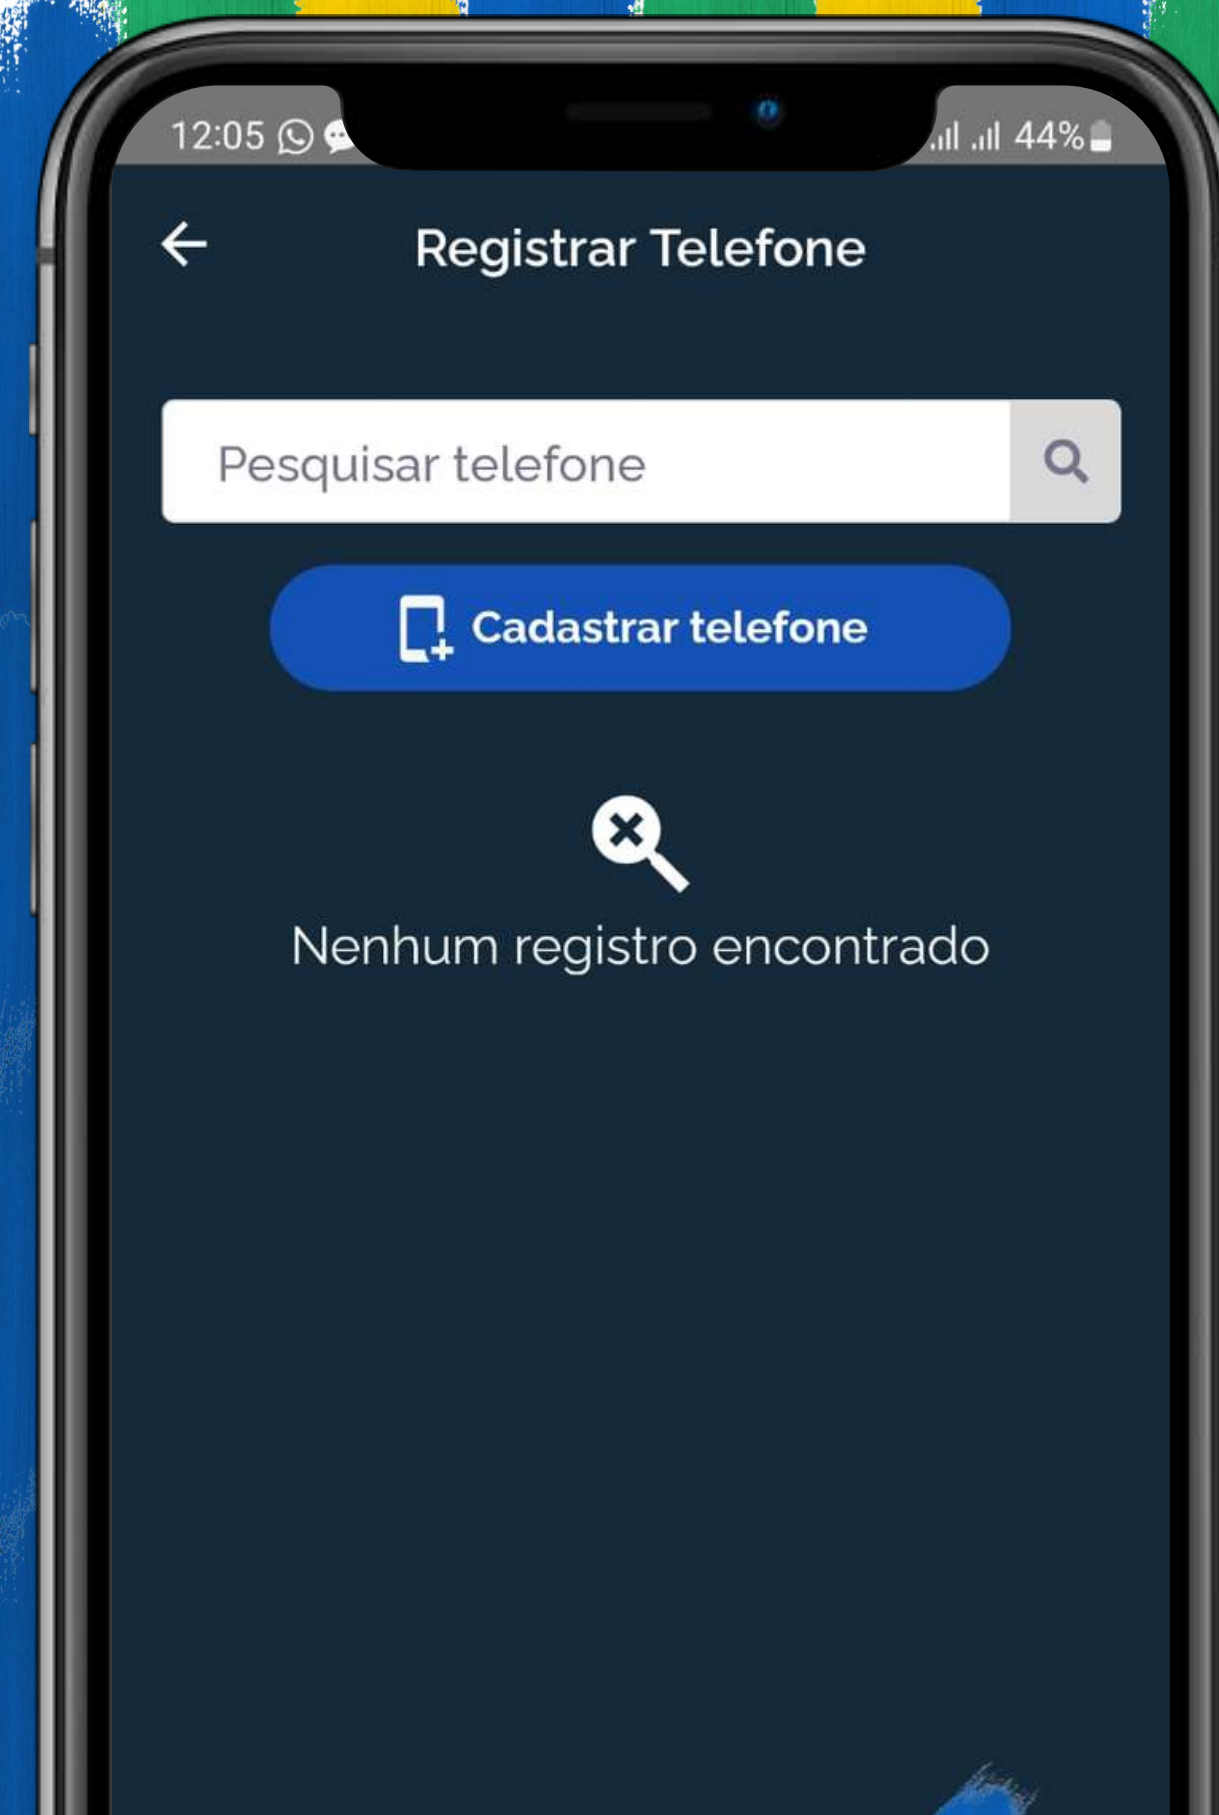 12:05
44%
Registrar Telefone
Pesquisar telefone
Cadastrar telefone
Nenhum registro encontrado